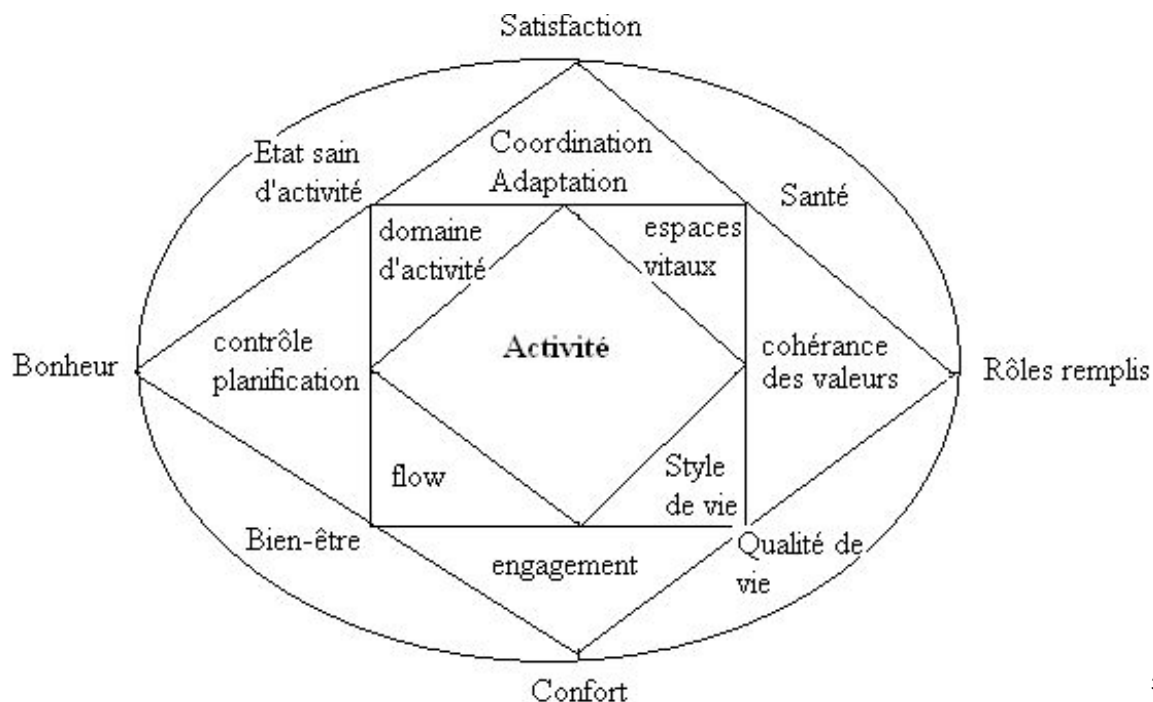 Satisfaction
Etat sain
d'activité
Coordination
Adaptation
Santé
domaine
d'activité
espaces
vitaux
Bonheur
contrôle
planification
Activité
cohérance
des valeurs
Rôles remplis
flow
Style
de vie
Bien-être
engagement
Qualité de
vie
Confort